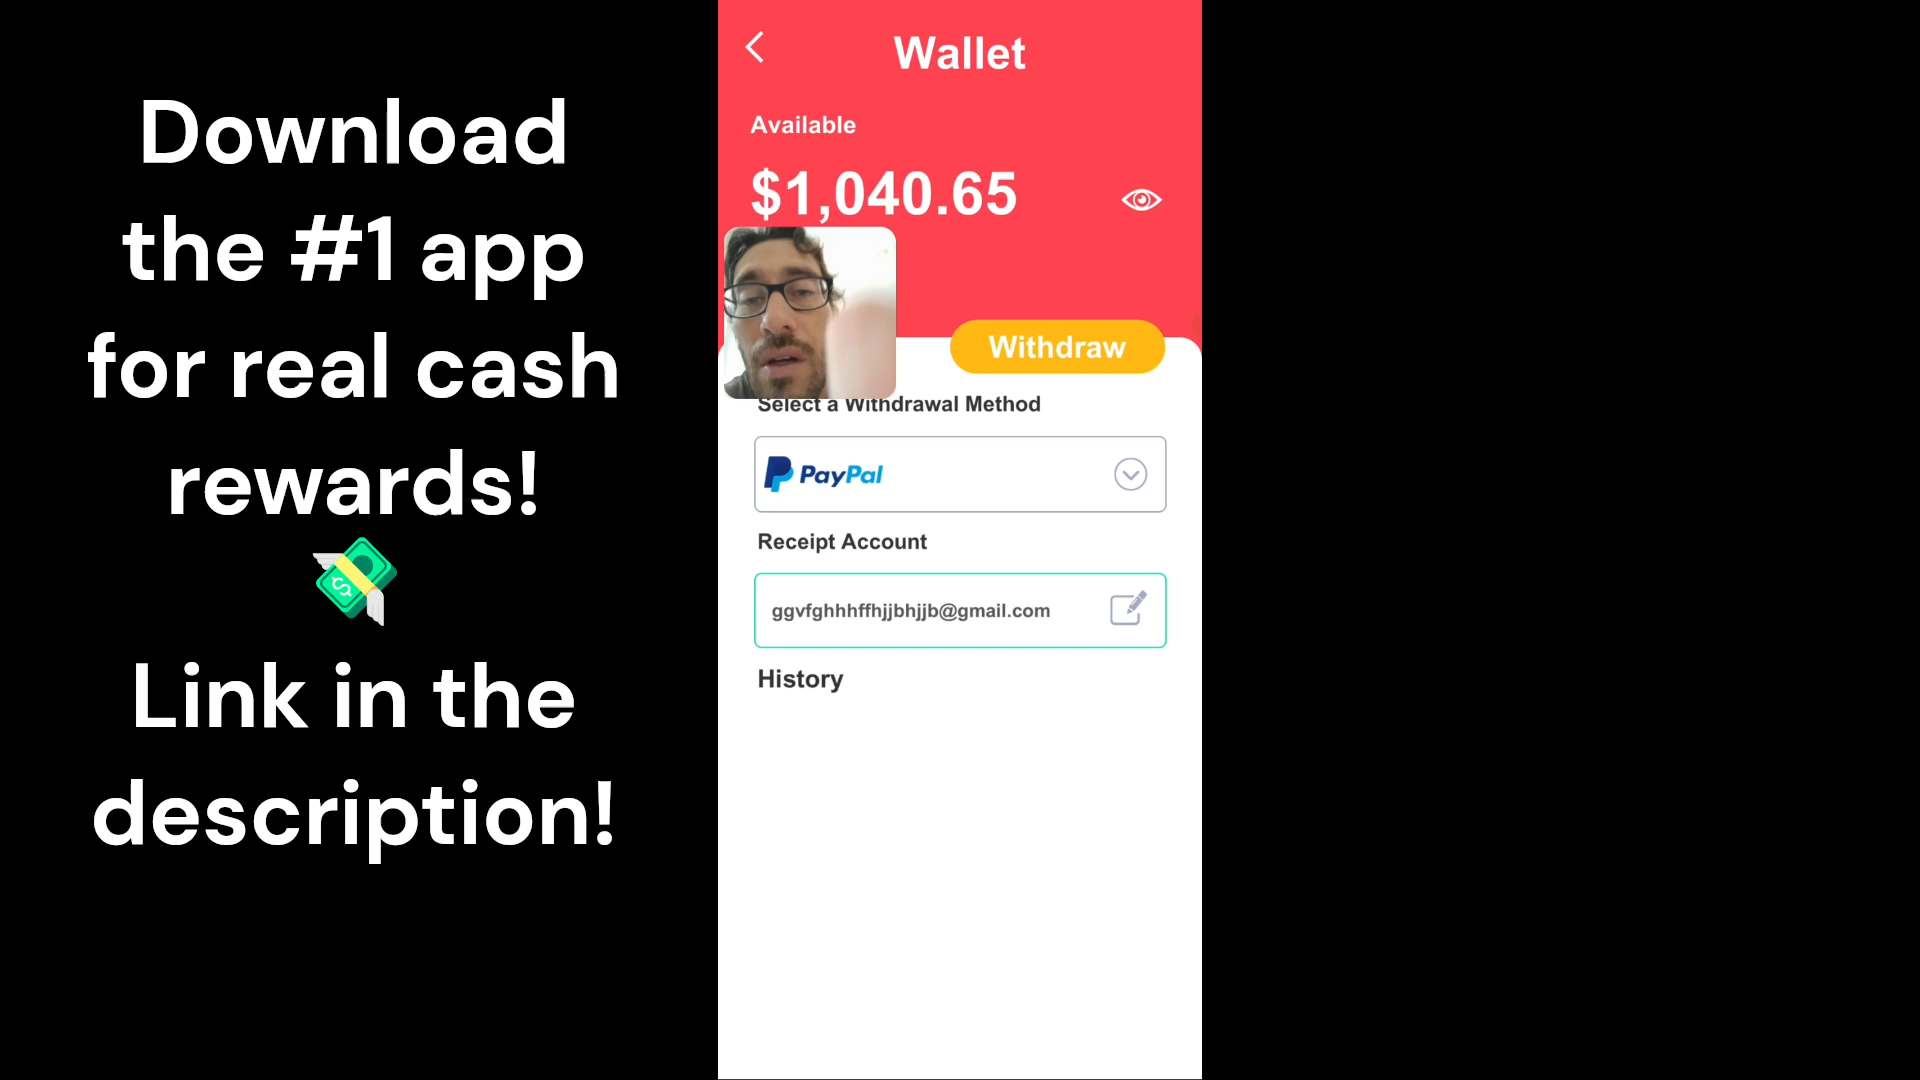 Download
the #1 app
for real cash
rewards!
Link in the
description!
Wallet
Available
$1,040.65
Withdraw
Select a Withdrawal Method
PayPal
Receipt Account
ggvfghhhffhjjbhjjb@gmail.com
History